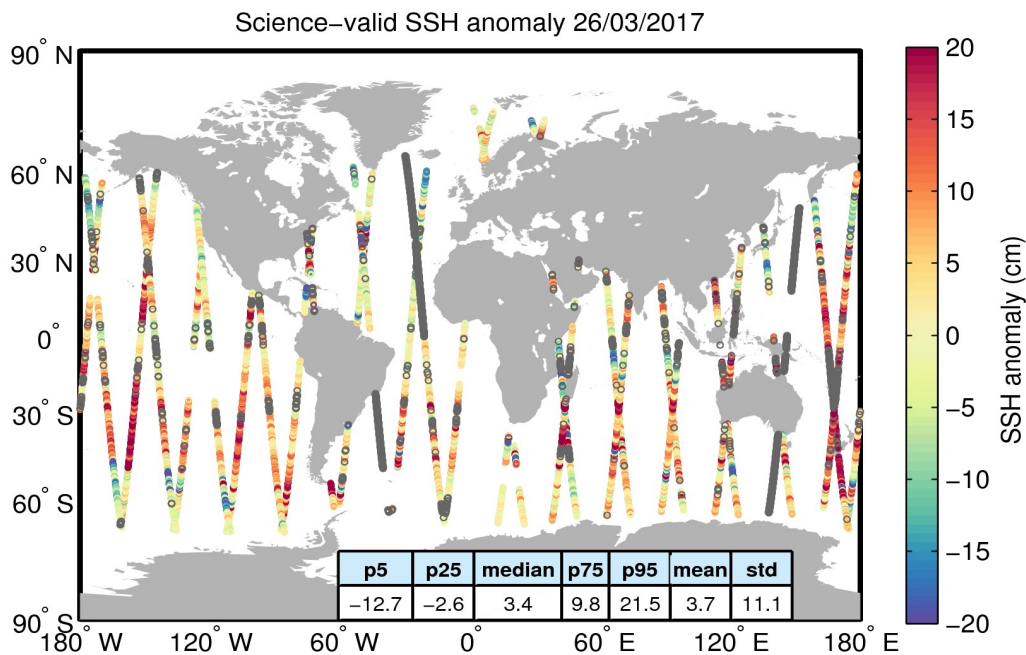 Science−valid SSH anomaly 26/03/2017
90° N
60° N
30° N
0°
30° S
60° S
90° S
180° W
120° W
60° W
0°
60° E
120° E
180° E
p5 p25 median p75 p95 mean std
−12.7 −2.6 3.4 9.8 21.5 3.7 11.1
20
15
10
5
0
−5
−10
−15
−20
SSH anomaly (cm)